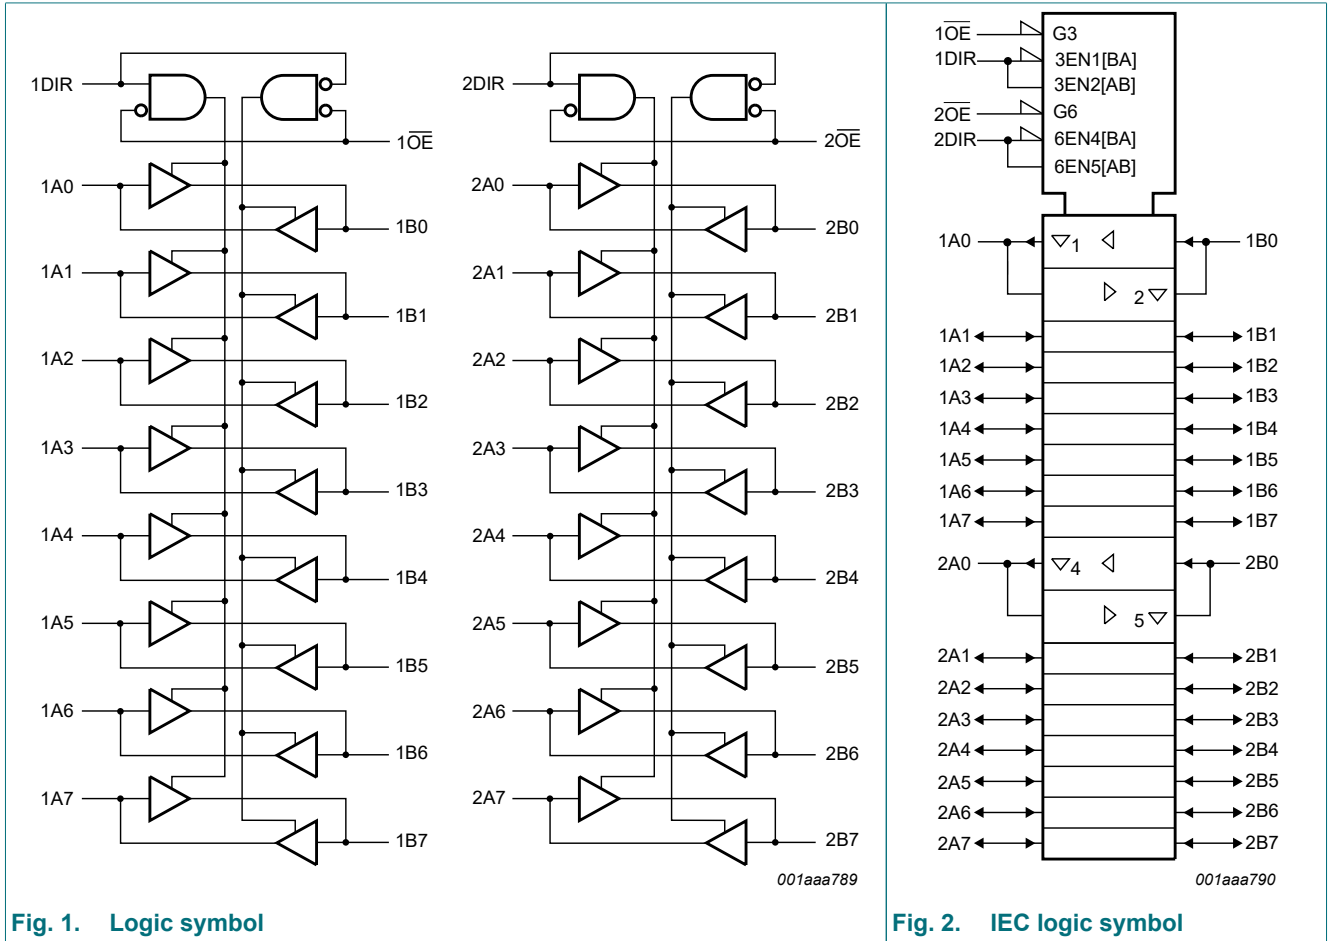 1DIR
1O̅E̅
1A0
1B0
1A1
1B1
1A2
1B2
1A3
1B3
1A4
1B4
1A5
1B5
1A6
1B6
1A7
1B7
2DIR
2O̅E̅
2A0
2B0
2A1
2B1
2A2
2B2
2A3
2B3
2A4
2B4
2A5
2B5
2A6
2B6
2A7
2B7
001aaa789
Fig. 1. Logic symbol
1O̅E̅ G3
1DIR 3EN1[BA]
3EN2[AB]
2O̅E̅ G6
2DIR 6EN4[BA]
6EN5[AB]
1A0 1 1B0
2
1A1 1B1
1A2 1B2
1A3 1B3
1A4 1B4
1A5 1B5
1A6 1B6
1A7 1B7
2A0 4 2B0
5
2A1 2B1
2A2 2B2
2A3 2B3
2A4 2B4
2A5 2B5
2A6 2B6
2A7 2B7
001aaa790
Fig. 2. IEC logic symbol